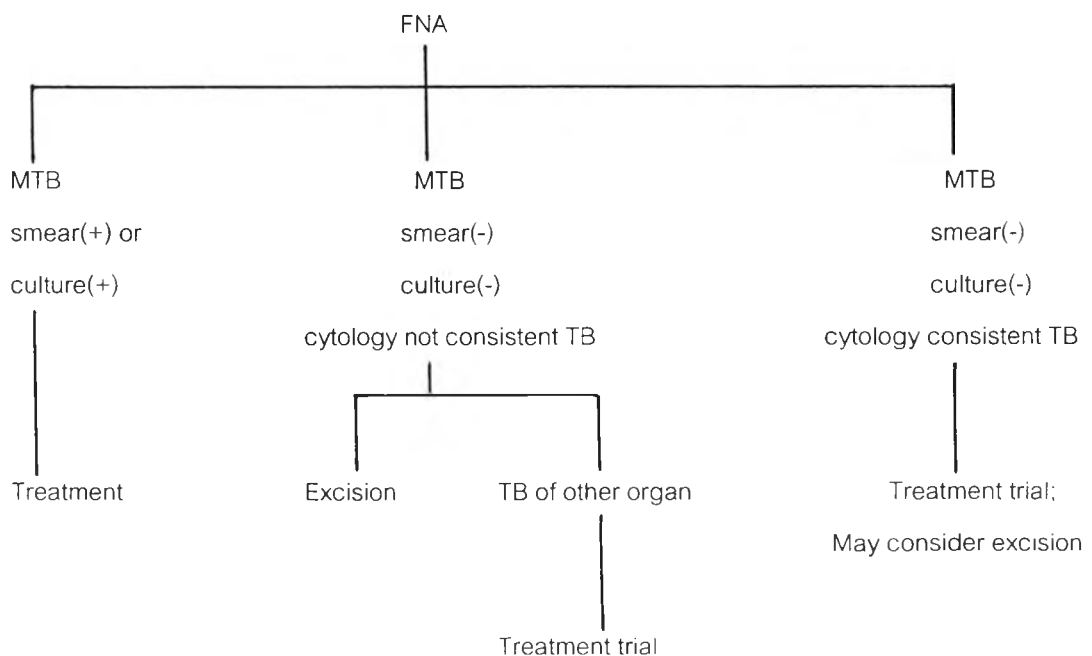 FNA
MTB
smear(+) or
culture(+)
Treatment
MTB
smear(-)
culture(-)
cytology not consistent TB
Excision
TB of other organ
Treatment trial
MTB
smear(-)
culture(-)
cytology consistent TB
Treatment trial;
May consider excision